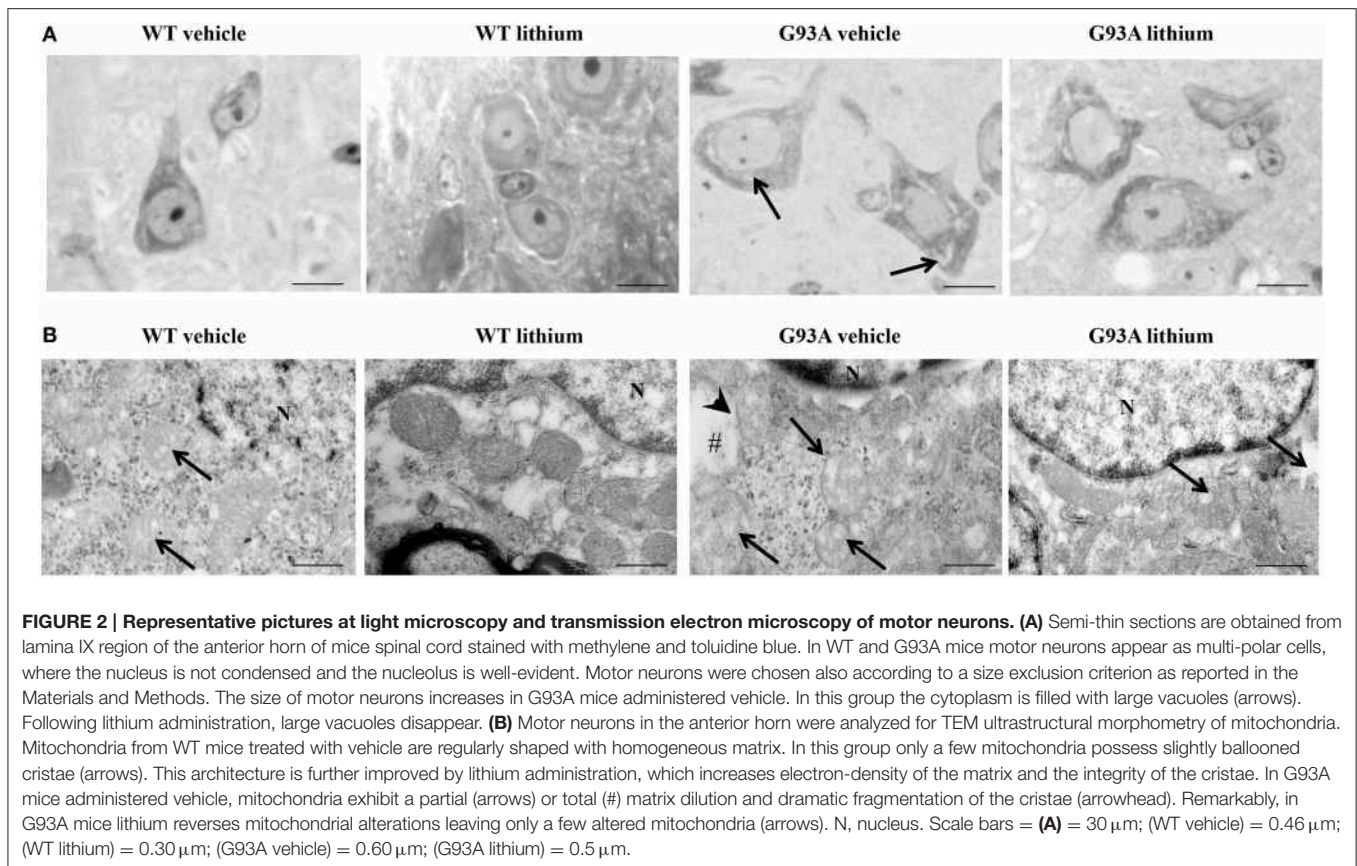 A
WT vehicle
WT lithium
G93A vehicle
G93A lithium
B
WT vehicle
WT lithium
G93A vehicle
G93A lithium
N
N
N
#
N
FIGURE 2 | Representative pictures at light microscopy and transmission electron microscopy of motor neurons. (A) Semi-thin sections are obtained from
lamina IX region of the anterior horn of mice spinal cord stained with methylene and toluidine blue. In WT and G93A mice motor neurons appear as multi-polar cells,
where the nucleus is not condensed and the nucleolus is well-evident. Motor neurons were chosen also according to a size exclusion criterion as reported in the
Materials and Methods. The size of motor neurons increases in G93A mice administered vehicle. In this group the cytoplasm is filled with large vacuoles (arrows).
Following lithium administration, large vacuoles disappear. (B) Motor neurons in the anterior horn were analyzed for TEM ultrastructural morphometry of mitochondria.
Mitochondria from WT mice treated with vehicle are regularly shaped with homogeneous matrix. In this group only a few mitochondria possess slightly ballooned
cristae (arrows). This architecture is further improved by lithium administration, which increases electron-density of the matrix and the integrity of the cristae. In G93A
mice administered vehicle, mitochondria exhibit a partial (arrows) or total (#) matrix dilution and dramatic fragmentation of the cristae (arrowhead). Remarkably, in
G93A mice lithium reverses mitochondrial alterations leaving only a few altered mitochondria (arrows). N, nucleus. Scale bars = (A) = 30 μm; (WT vehicle) = 0.46 μm;
(WT lithium) = 0.30 μm; (G93A vehicle) = 0.60 μm; (G93A lithium) = 0.5 μm.